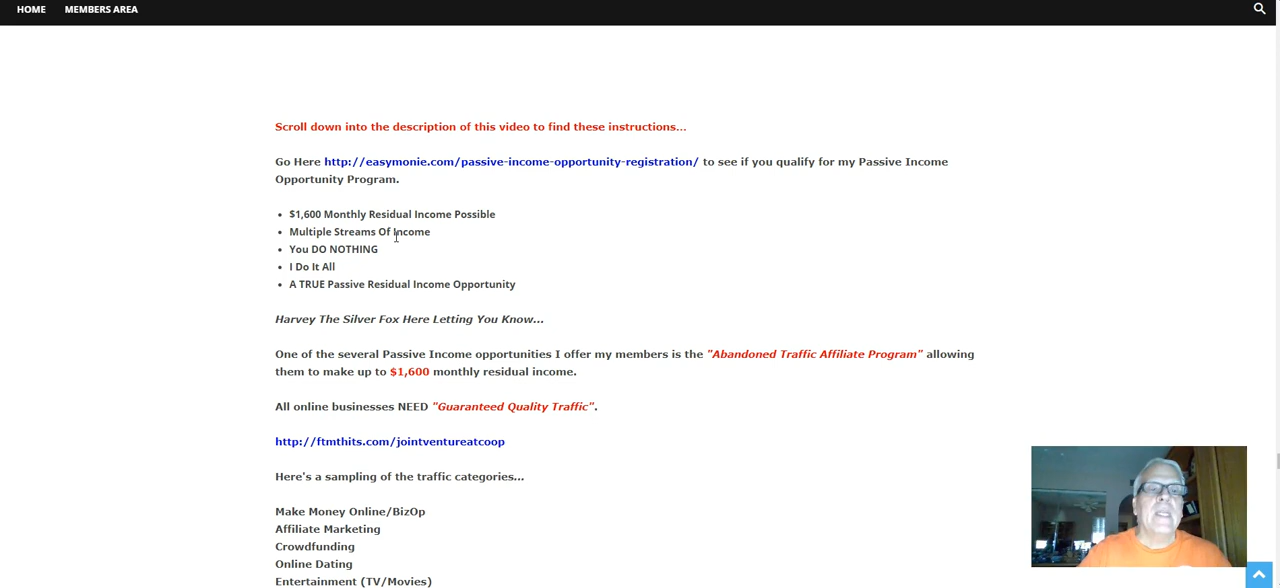 HOME MEMBERS AREA
Scroll down into the description of this video to find these instructions...
Go Here http://easymonie.com/passive-income-opportunity-registration/ to see if you qualify for my Passive Income
Opportunity Program.
• $1,600 Monthly Residual Income Possible
• Multiple Streams Of Income
• You DO NOTHING
• I Do It All
• A TRUE Passive Residual Income Opportunity
Harvey The Silver Fox Here Letting You Know...
One of the several Passive Income opportunities I offer my members is the "Abandoned Traffic Affiliate Program" allowing
them to make up to $1,600 monthly residual income.
All online businesses NEED "Guaranteed Quality Traffic".
http://ftmthits.com/jointventureatcoop
Here's a sampling of the traffic categories...
Make Money Online/BizOp
Affiliate Marketing
Crowdfunding
Online Dating
Entertainment (TV/Movies)